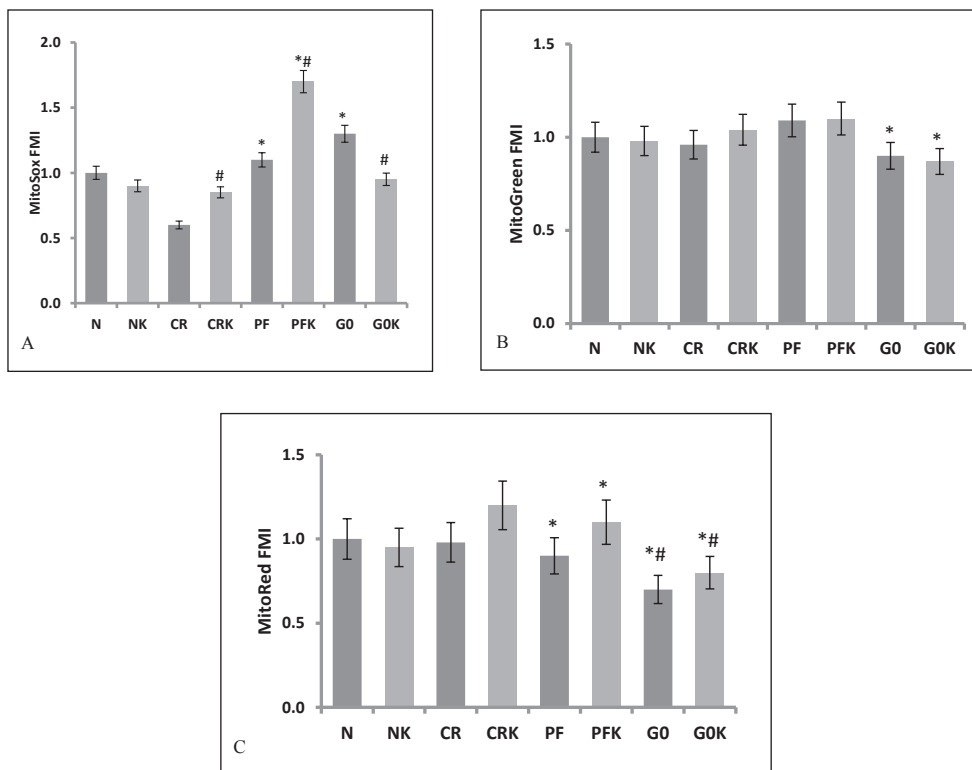 2.0
*#
1.5
*
*
MitoSox FMI
#
#
1.0
0.5
0.0
N NK CR CRK PF PFK G0 G0K
A
1.5
MitoGreen FMI
* *
1.0
0.5
0.0
N NK CR CRK PF PFK G0 G0K
B
1.5
MitoRed FMI
*
*
*# *#
1.0
0.5
0.0
N NK CR CRK PF PFK G0 G0K
C